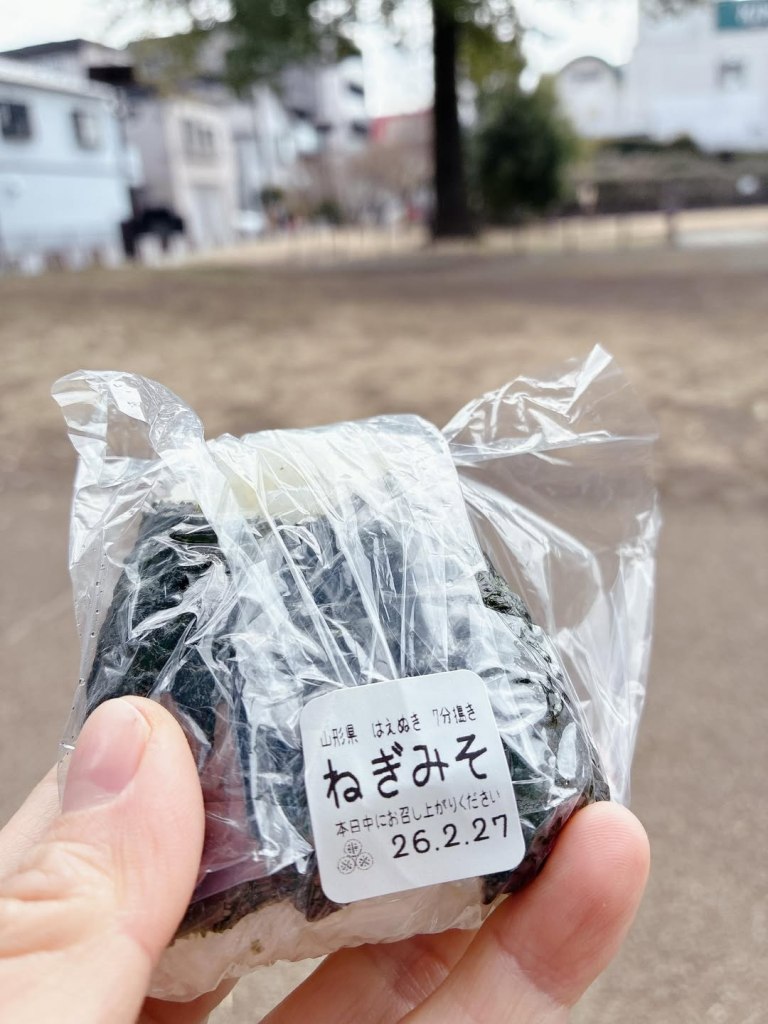 山形県 はえぬき 7分搗き
ねぎみそ
本日中にお召し上がりください
26.2.27